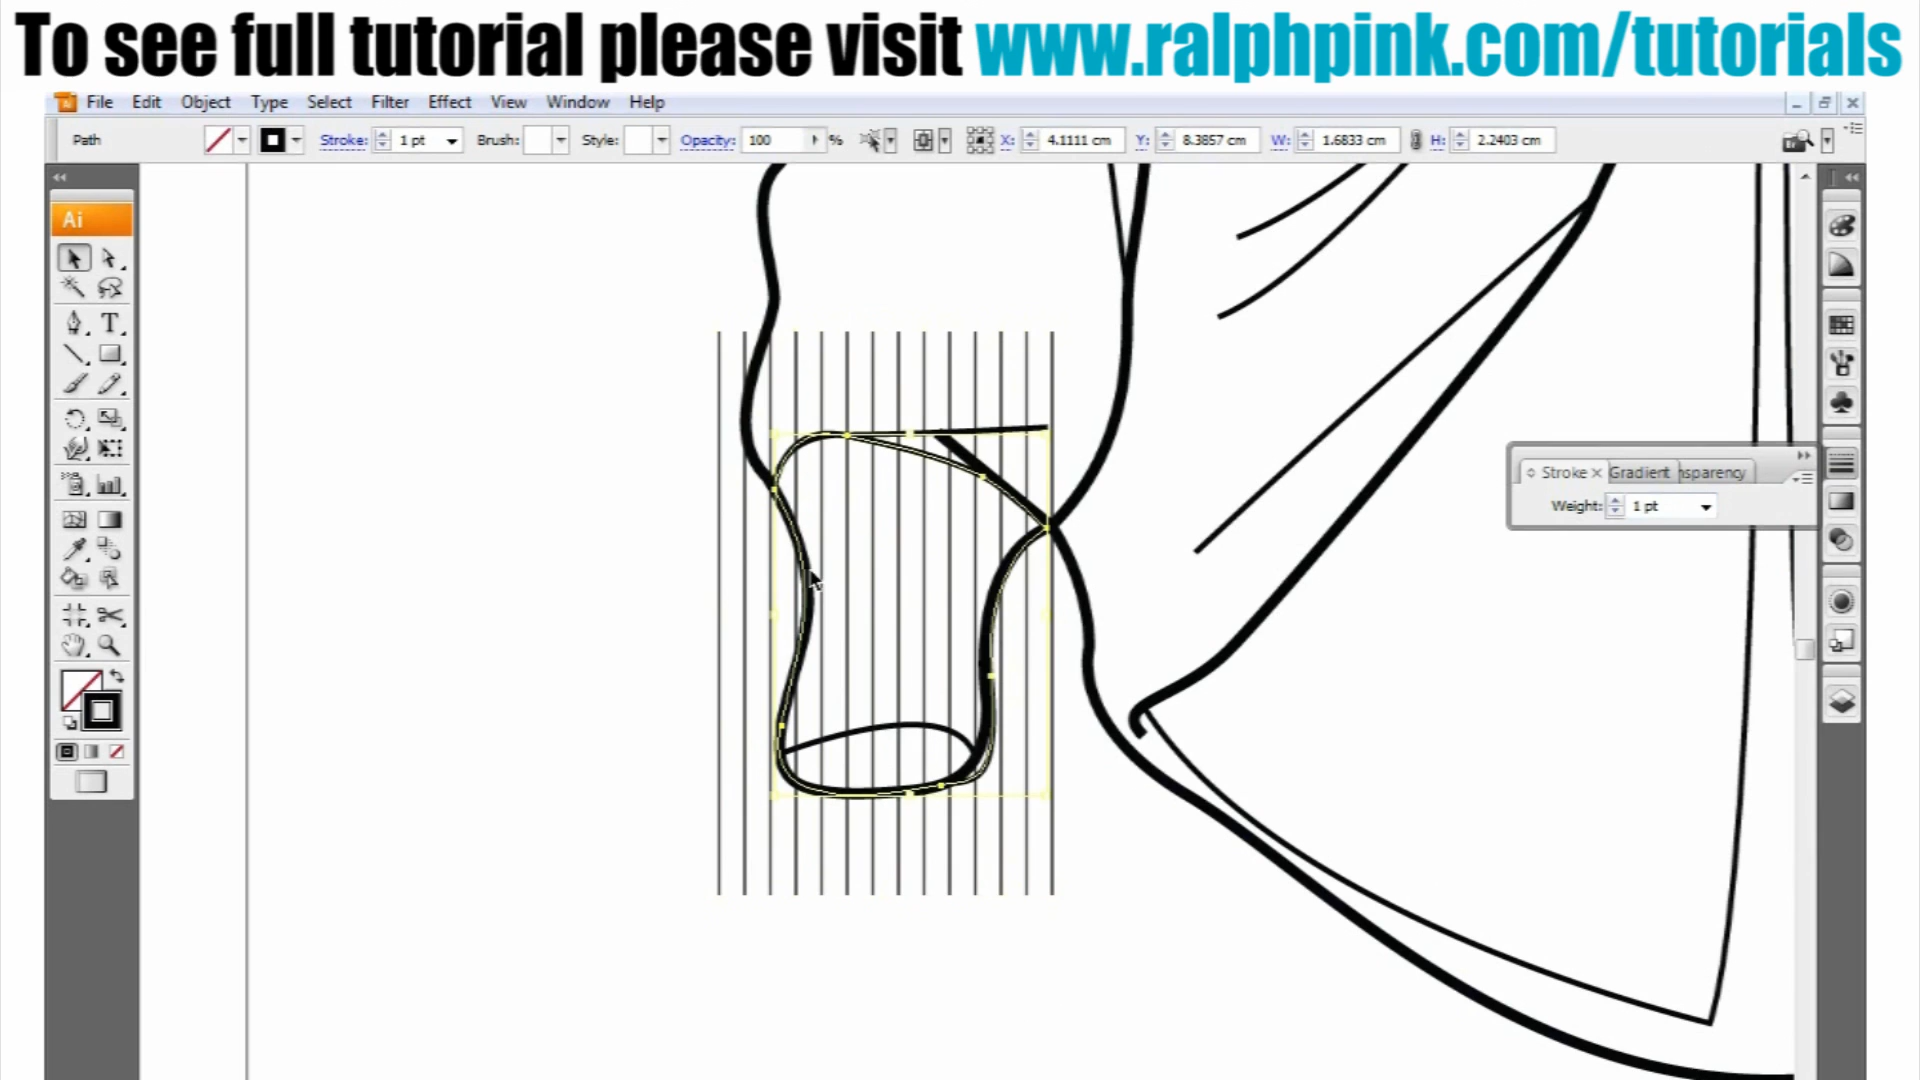 To see full tutorial please visit www.ralphpink.com/tutorials
File Edit Object Type Select Filter Effect View Window Help
Path Stroke: 1 pt Brush: Style: Opacity: 100 % X: 4.1111 cm Y: 8.3857 cm W: 1.6833 cm H: 2.2403 cm
Ai
T
Stroke Gradient nsparency
Weight: 1 pt